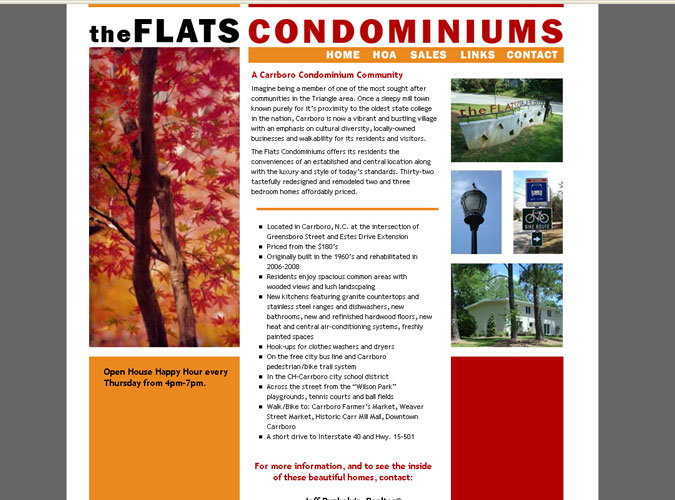 theFLATS CONDOMINIUMS
HOME HOA SALES LINKS CONTACT
A Carrboro Condominium Community
Imagine being a member of one of the most sought after
communities in the Triangle area. Once a sleepy mill town
known purely for it's proximity to the oldest state college
in the nation, Carrboro is now a vibrant and bustling village
with an emphasis on cultural diversity, locally-owned
businesses and walkability for its residents and visitors.
The Flats Condominiums offers its residents the
conveniences of an established and central location along
with the luxury and style of today's standards. Thirty-two
tastefully redesigned and remodeled two and three
bedroom homes affordably priced.
Located in Carrboro, N.C. at the intersection of
Greensboro Street and Estes Drive Extension
Priced from the $180's
Originally built in the 1960's and rehabilitated in
2006-2008
Residents enjoy spacious common areas with
wooded views and lush landscpaing
New kitchens featuring granite countertops and
stainless steel ranges and dishwashers, new
bathrooms, new and refinished hardwood floors, new
heat and central air-conditioning systems, freshly
painted spaces
Hook-ups for clothes washers and dryers
On the free city bus line and Carrboro
pedestrian/bike trail system
In the CH-Carrboro city school district
Across the street from the "Wilson Park"
playgrounds, tennis courts and ball fields
Walk/Bike to: Carrboro Farmer's Market, Weaver
Street Market, Historic Carr Mill Mall, Downtown
Carrboro
A short drive to Interstate 40 and Hwy. 15-501
For more information, and to see the inside
of these beautiful homes, contact:
Open House Happy Hour every
Thursday from 4pm-7pm.
BIKE ROUTE